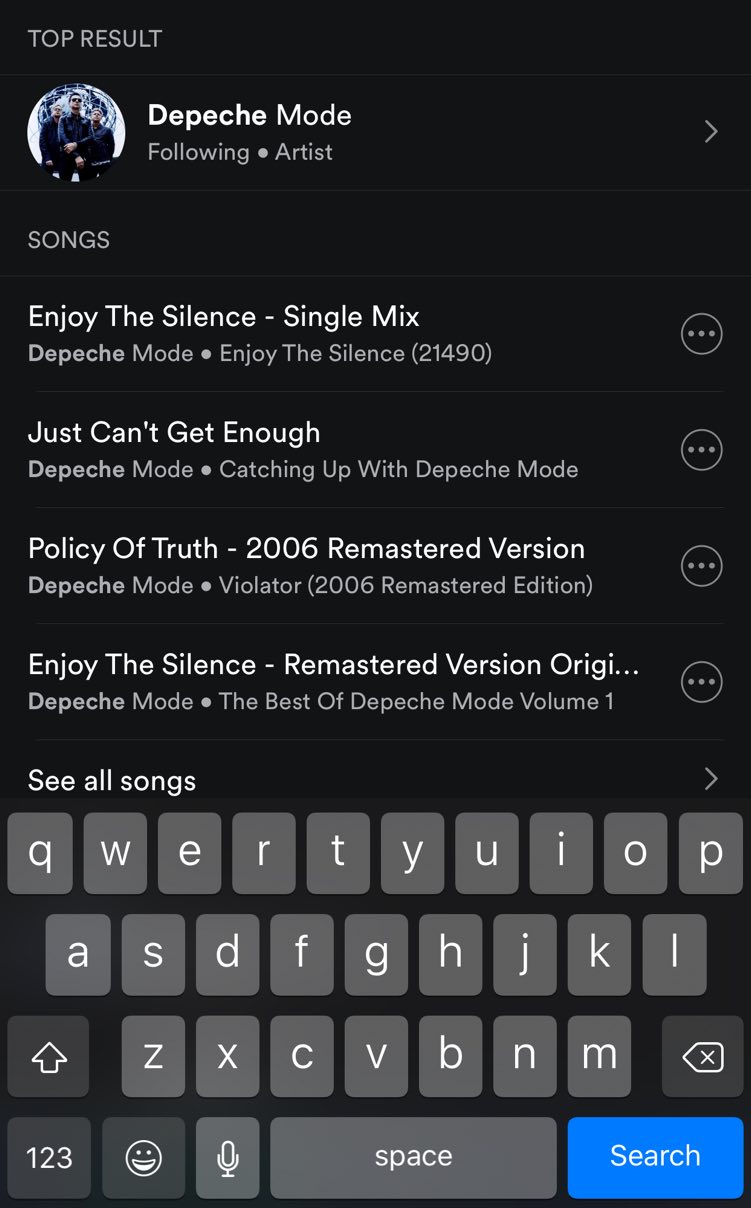 TOP RESULT
Depeche Mode
Following • Artist
SONGS
Enjoy The Silence - Single Mix
Depeche Mode • Enjoy The Silence (21490)
Just Can't Get Enough
Depeche Mode • Catching Up With Depeche Mode
Policy Of Truth - 2006 Remastered Version
Depeche Mode • Violator (2006 Remastered Edition)
Enjoy The Silence - Remastered Version Origi...
Depeche Mode • The Best Of Depeche Mode Volume 1
See all songs
q w e r t y u i o p
a s d f g h j k l
z x c v b n m
123 space Search